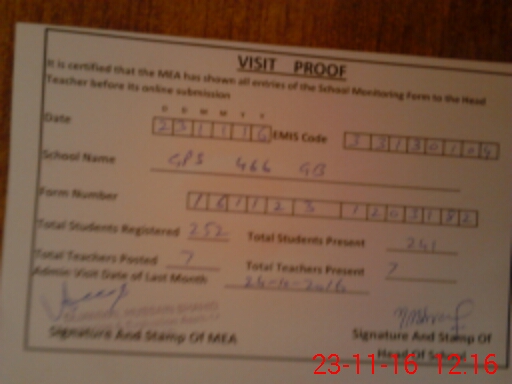 VISIT PROOF
It is certified that the MEA has shown all entries of the School Monitoring Form to the Head
Teacher before its online submission
D D M M Y Y
Date 2 3 1 1 1 6 EMIS Code 3 3 1 3 0 1 0 4
School Name GPS 466 GB
Form Number 1 6 1 1 2 3 1 2 0 3 1 8 2
Total Students Registered 252 Total Students Present 241
Total Teachers Posted 7 Total Teachers Present 7
Admin Visit Date of Last Month
Signature And Stamp Of MEA
Signature And Stamp Of
Head Of School
23-11-16 12:16